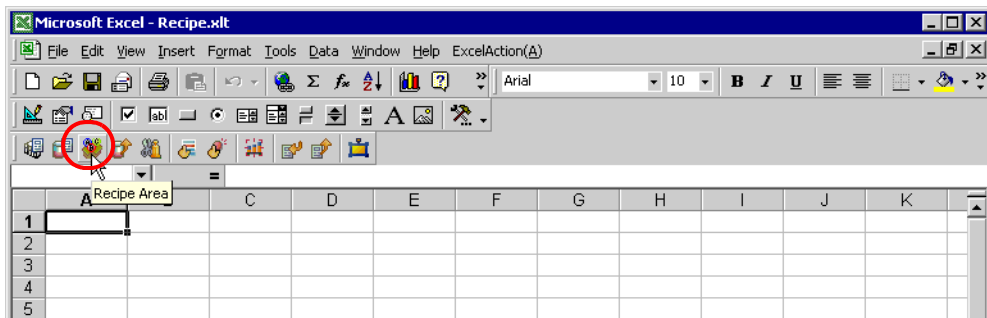 Microsoft Excel - Recipe.xlt
File Edit View Insert Format Tools Data Window Help ExcelAction(A)
Arial 10 B I U
abl A
=
Recipe Area
A C D E F G H I J K
1
2
3
4
5